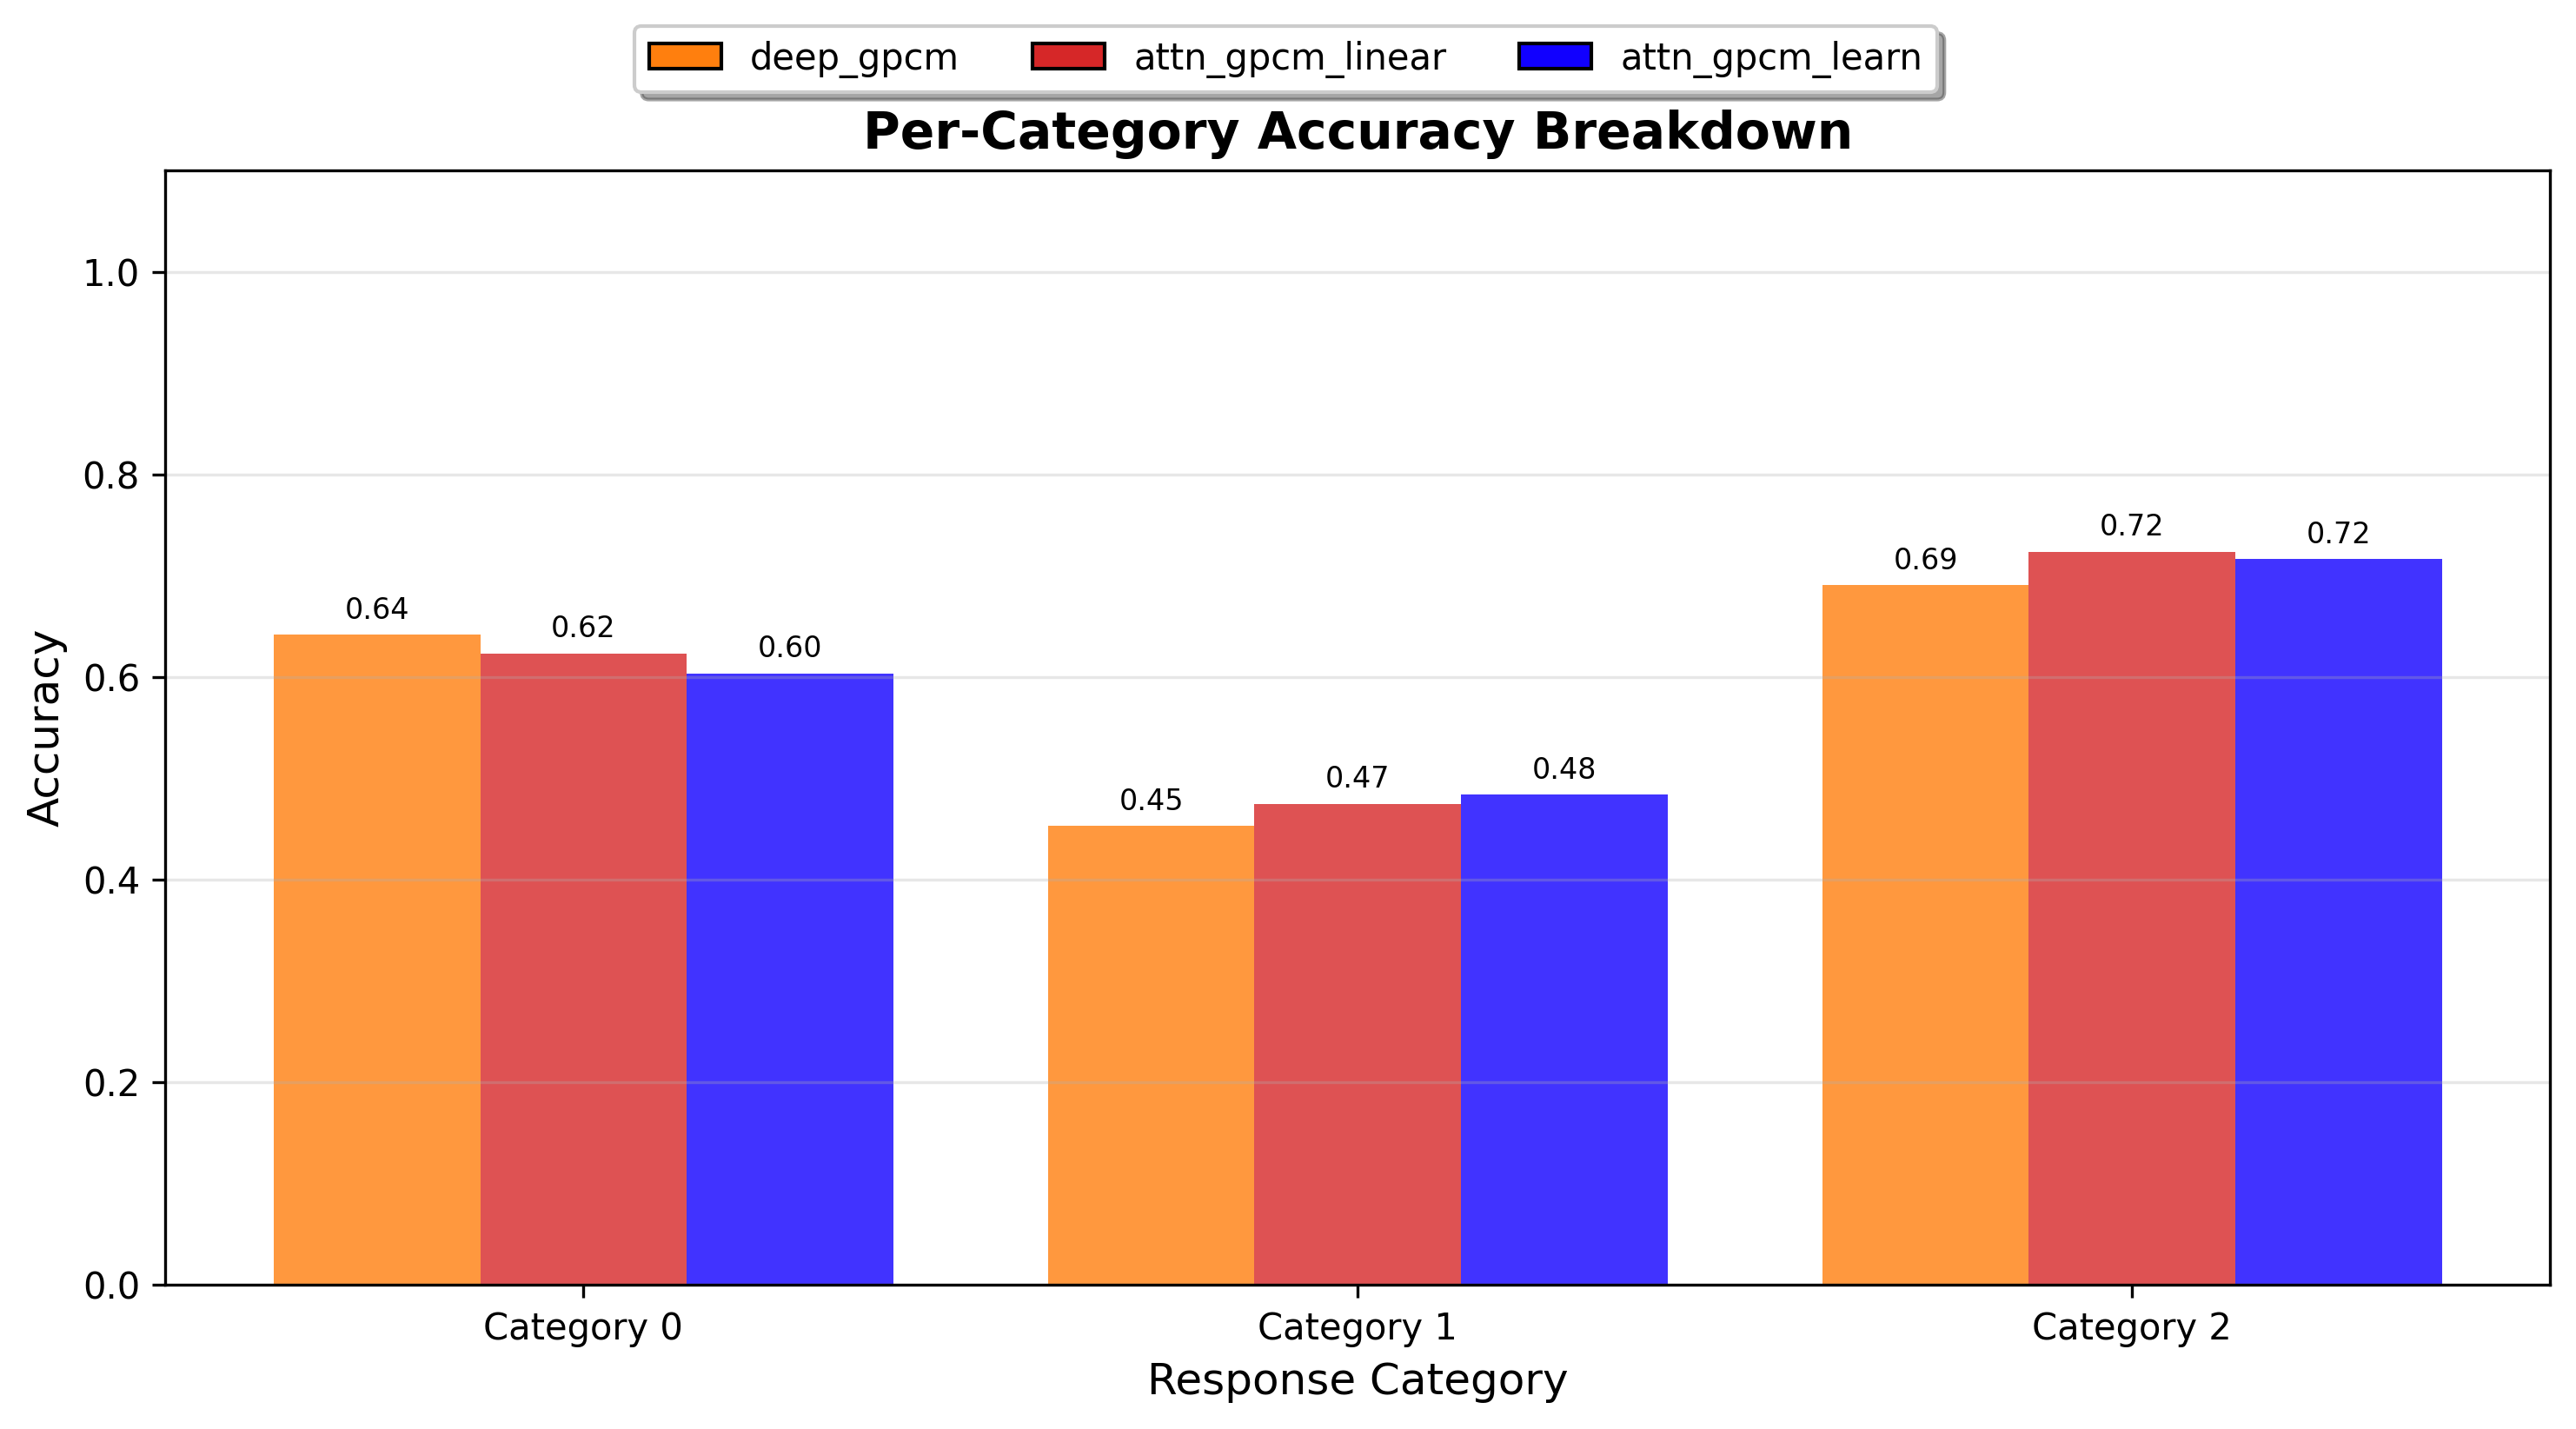 deep_gpcm attn_gpcm_linear attn_gpcm_learn
Per-Category Accuracy Breakdown
Accuracy
1.0
0.8
0.6
0.4
0.2
0.0
0.64
0.62
0.60
0.45
0.47
0.48
0.69
0.72
0.72
Category 0
Category 1
Category 2
Response Category